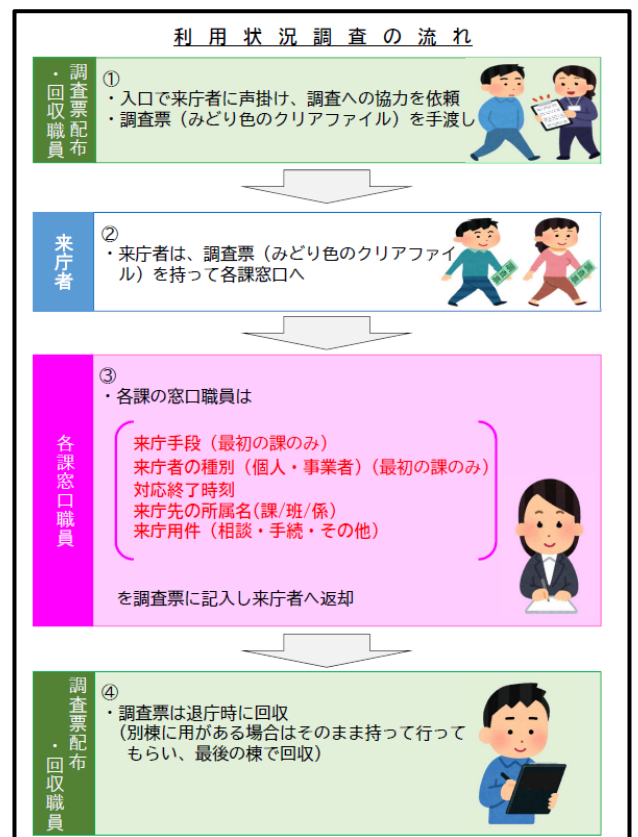 利用状況調査の流れ
調査票配布
・回収職員
①
・入口で来庁者に声掛け、調査への協力を依頼
・調査票（みどり色のクリアファイル）を手渡し
来庁者
②
・来庁者は、調査票（みどり色のクリアファイ
ル）を持って各課窓口へ
各課窓口職員
③
・各課の窓口職員は
来庁手段（最初の課のみ）
来庁者の種別（個人・事業者）（最初の課のみ）
対応終了時刻
来庁先の所属名(課/班/係）
来庁用件（相談・手続・その他）
を調査票に記入し来庁者へ返却
調査票配布
・回収職員
④
・調査票は退庁時に回収
（別棟に用がある場合はそのまま持って行って
もらい、最後の棟で回収）